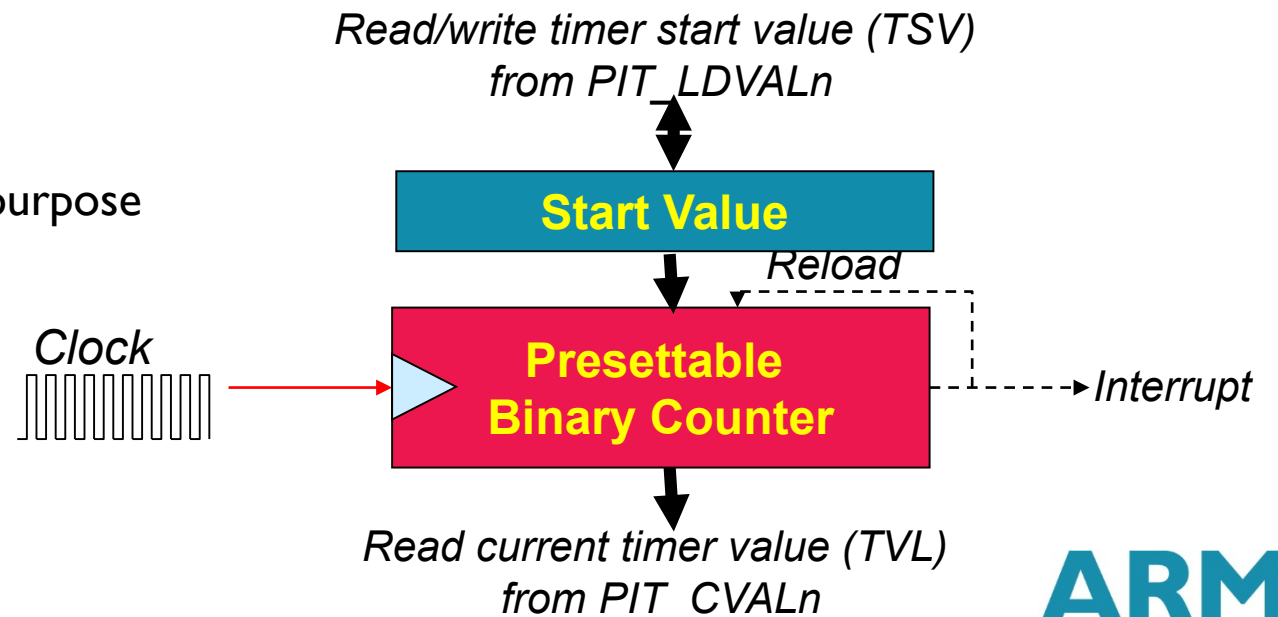 Read/write timer start value (TSV)
from PIT_LDVALn
purpose
Start Value
Reload
Clock
Presettable
Binary Counter
Interrupt
Read current timer value (TVL)
from PIT_CVALn
ARM